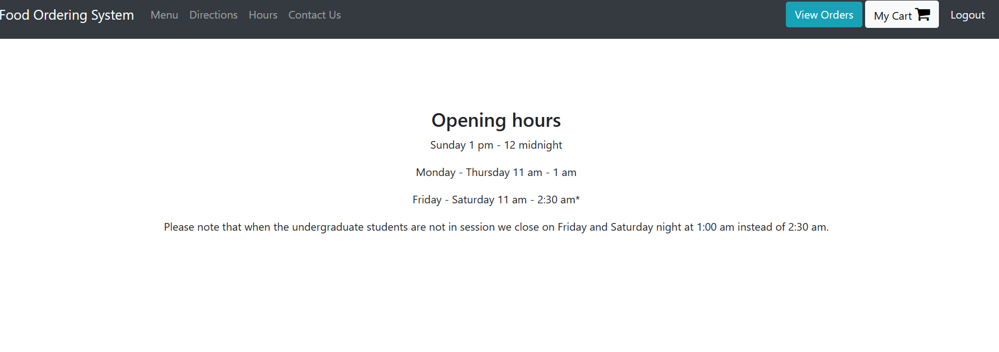 Food Ordering System Menu Directions Hours Contact Us View Orders My Cart Logout
Opening hours
Sunday 1 pm - 12 midnight
Monday - Thursday 11 am - 1 am
Friday - Saturday 11 am - 2:30 am*
Please note that when the undergraduate students are not in session we close on Friday and Saturday night at 1:00 am instead of 2:30 am.